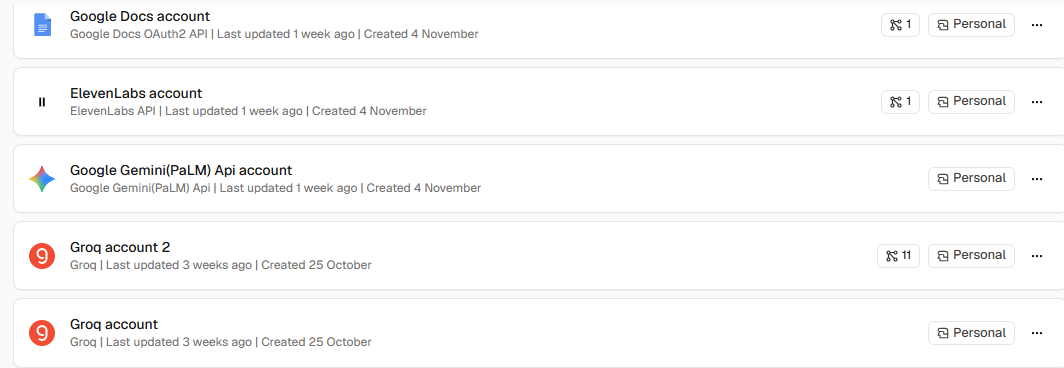 Google Docs account
Google Docs OAuth2 API | Last updated 1 week ago | Created 4 November
1 Personal
ElevenLabs account
ElevenLabs API | Last updated 1 week ago | Created 4 November
1 Personal
Google Gemini(PaLM) Api account
Google Gemini(PaLM) Api | Last updated 1 week ago | Created 4 November
Personal
Groq account 2
Groq | Last updated 3 weeks ago | Created 25 October
11 Personal
Groq account
Groq | Last updated 3 weeks ago | Created 25 October
Personal